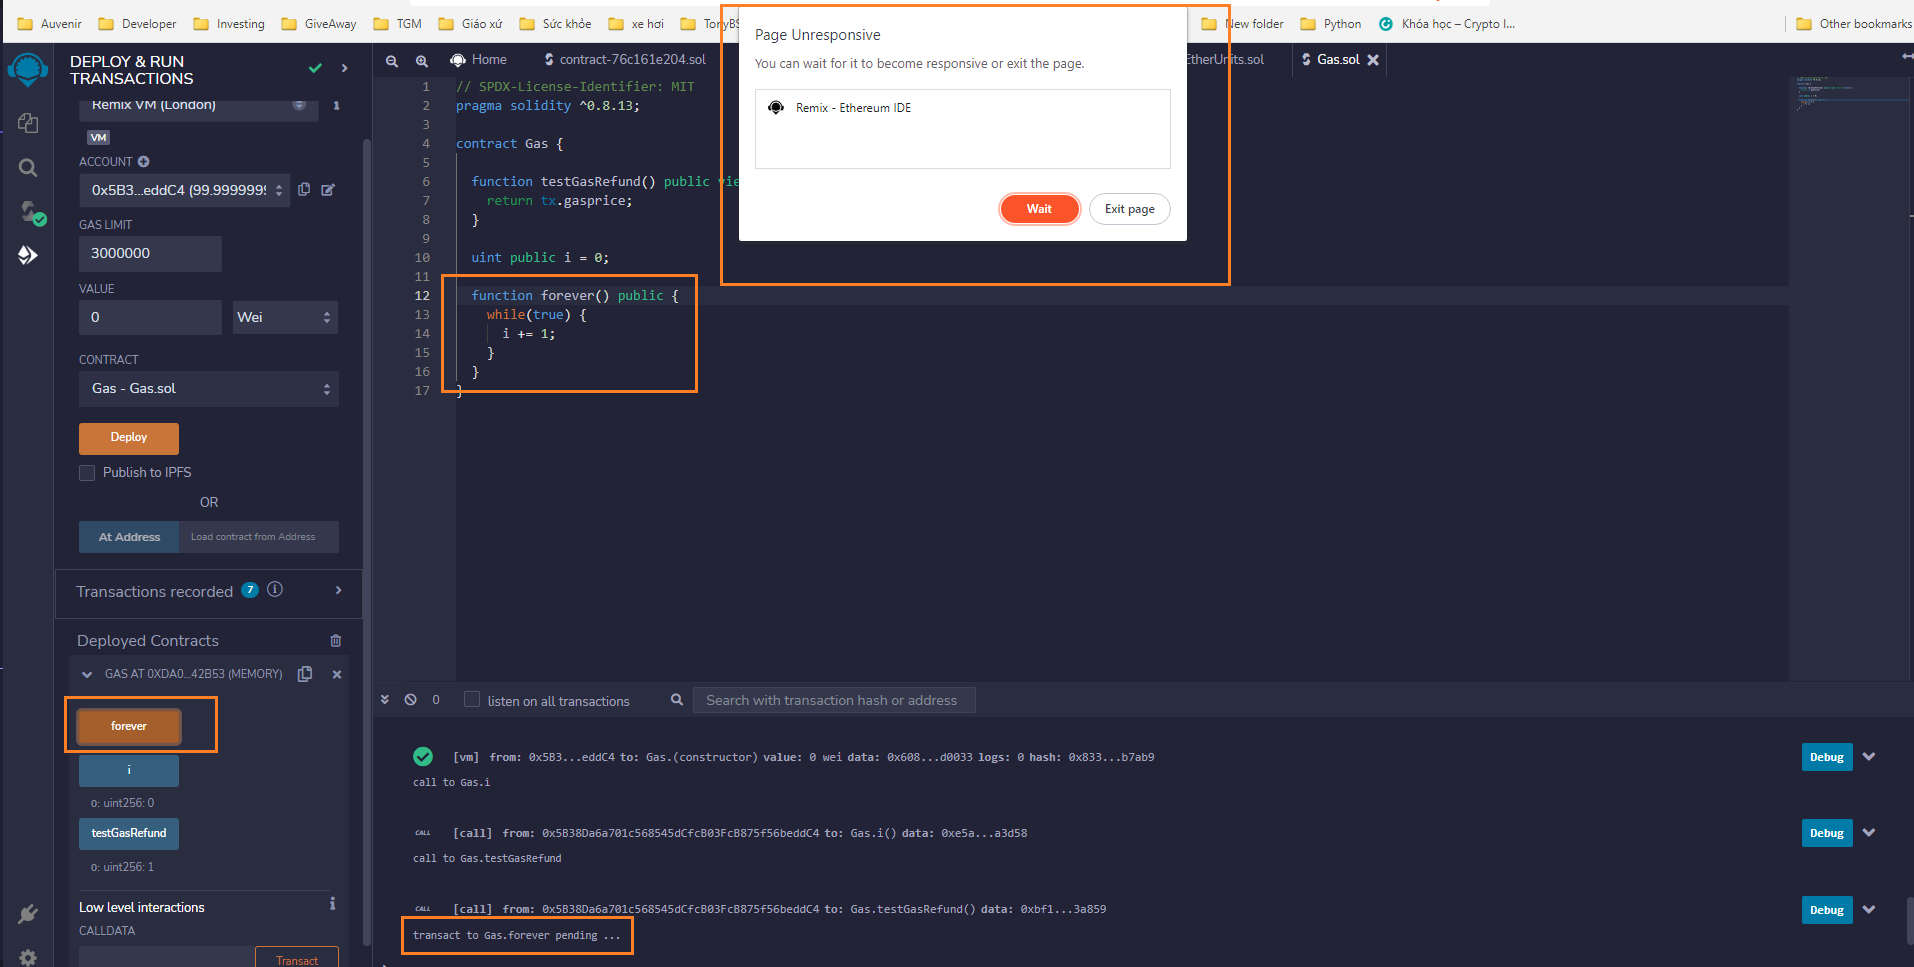 Auvenir
Developer
Investing
GiveAway
TGM
Giáo xứ
Sức khỏe
xe hơi
TonyBS
New folder
Python
Khóa học – Crypto I...
Other bookmarks
DEPLOY & RUN
TRANSACTIONS
Remix VM (London)
VM
ACCOUNT
0x5B3...eddC4 (99.9999999
GAS LIMIT
3000000
VALUE
0
Wei
CONTRACT
Gas - Gas.sol
Deploy
Publish to IPFS
OR
At Address
Load contract from Address
Transactions recorded 7
Deployed Contracts
GAS AT 0XDA0...42B53 (MEMORY)
forever
i
0: uint256: 0
testGasRefund
0: uint256: 1
Low level interactions
CALLDATA
Transact
Home
contract-76c161e204.sol
EtherUnits.sol
Gas.sol
1 // SPDX-License-Identifier: MIT
2 pragma solidity ^0.8.13;
3
4 contract Gas {
5
6 function testGasRefund() public vie
7 return tx.gasprice;
8 }
9
10 uint public i = 0;
11
12 function forever() public {
13 while(true) {
14 i += 1;
15 }
16 }
17 }
Page Unresponsive
You can wait for it to become responsive or exit the page.
Remix - Ethereum IDE
Wait
Exit page
0
listen on all transactions
Search with transaction hash or address
[vm] from: 0x5B3...eddC4 to: Gas.(constructor) value: 0 wei data: 0x608...d0033 logs: 0 hash: 0x833...b7ab9
Debug
call to Gas.i
CALL [call] from: 0x5B38Da6a701c568545dCfcB03FcB875f56beddC4 to: Gas.i() data: 0xe5a...a3d58
Debug
call to Gas.testGasRefund
CALL [call] from: 0x5B38Da6a701c568545dCfcB03FcB875f56beddC4 to: Gas.testGasRefund() data: 0xbf1...3a859
Debug
transact to Gas.forever pending ...